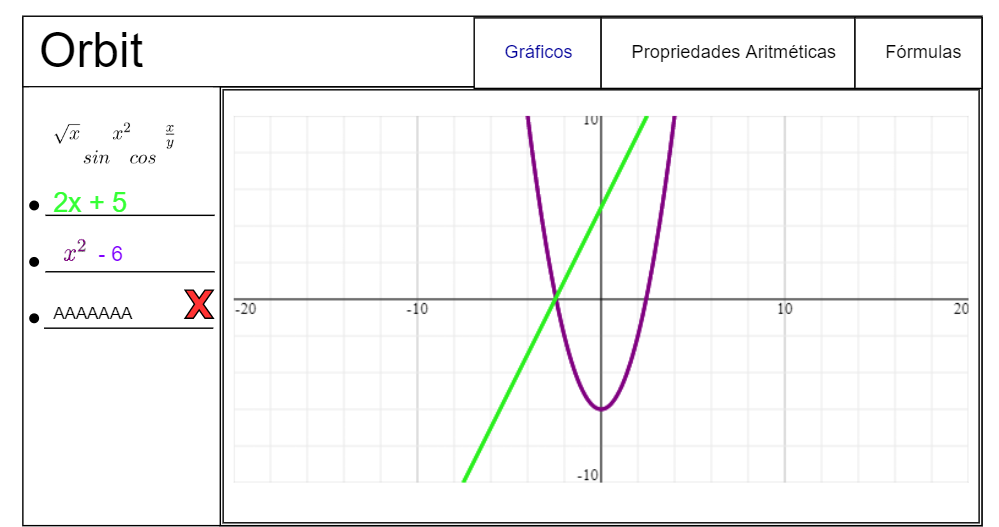 Orbit
Gráficos
Propriedades Aritméticas
Fórmulas
√x x² x/y
sin cos
2x + 5
x² - 6
AAAAAAA X
10
-20 -10 10 20
-10